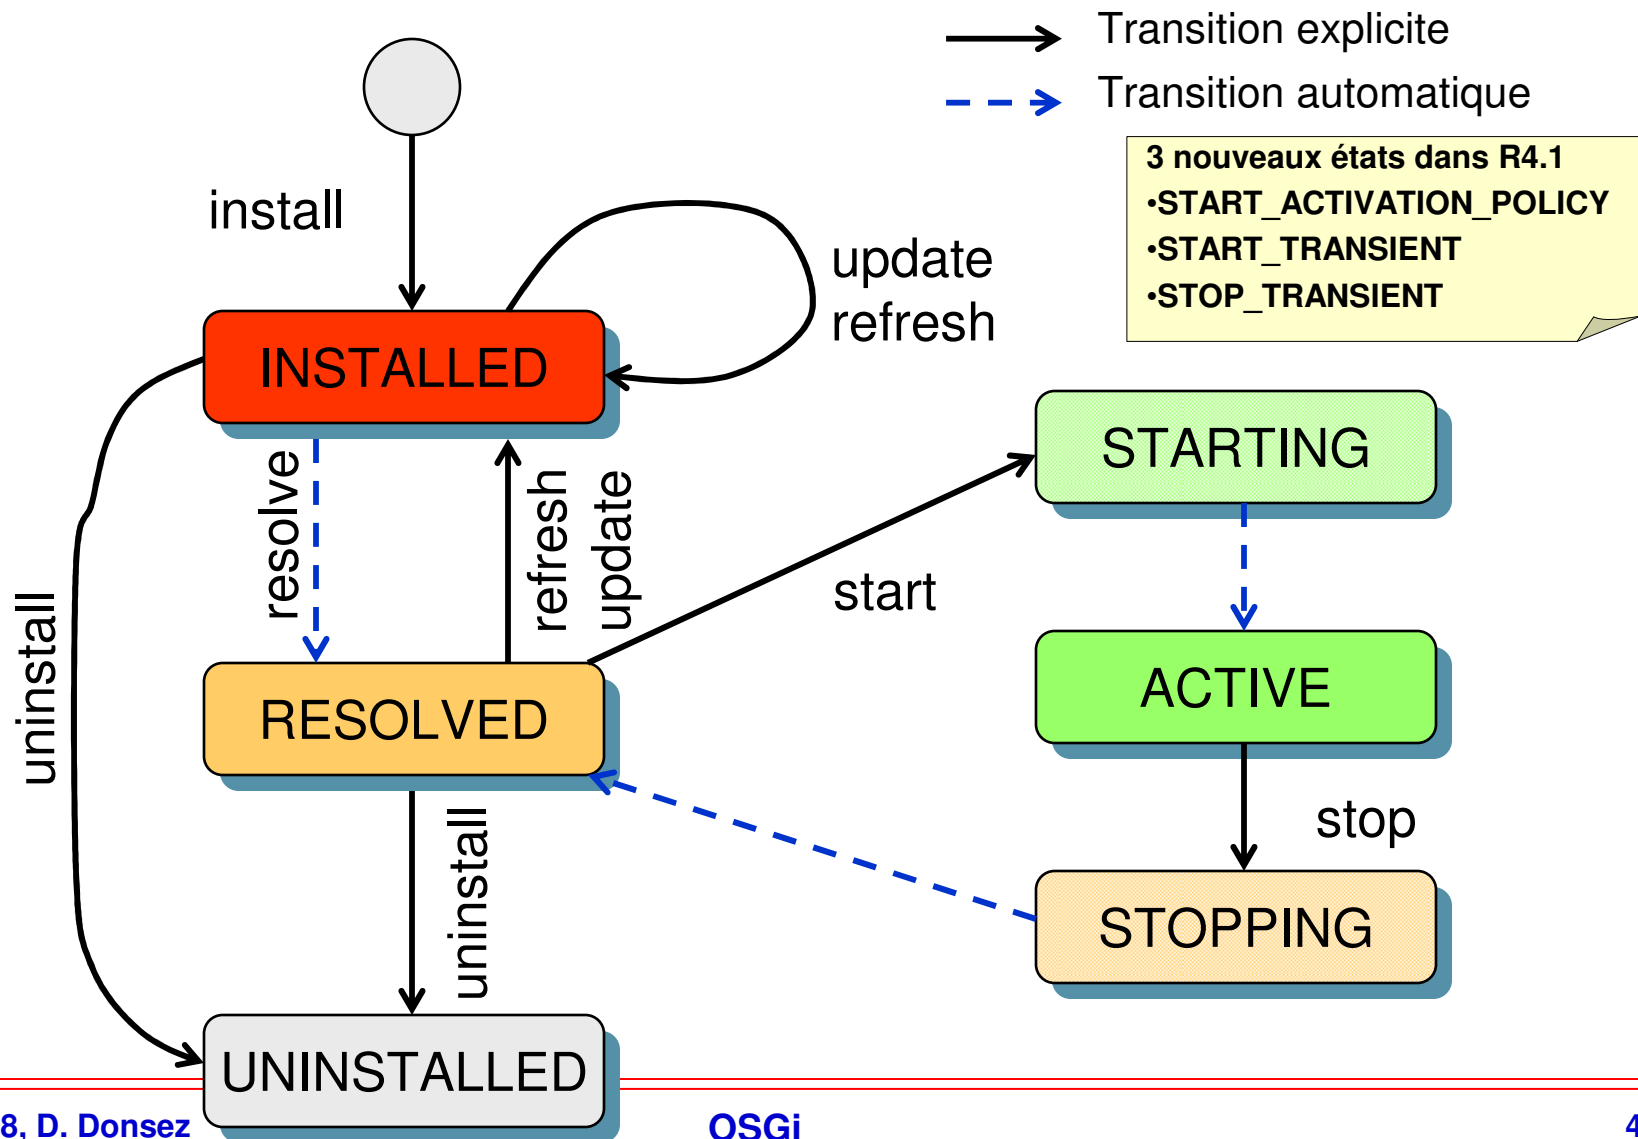 Transition explicite
Transition automatique
3 nouveaux états dans R4.1
•START_ACTIVATION_POLICY
•START_TRANSIENT
•STOP_TRANSIENT
install
update
refresh
INSTALLED
STARTING
resolve
refresh
update
start
uninstall
RESOLVED
ACTIVE
stop
uninstall
STOPPING
UNINSTALLED
8, D. Donsez
OSGi
4